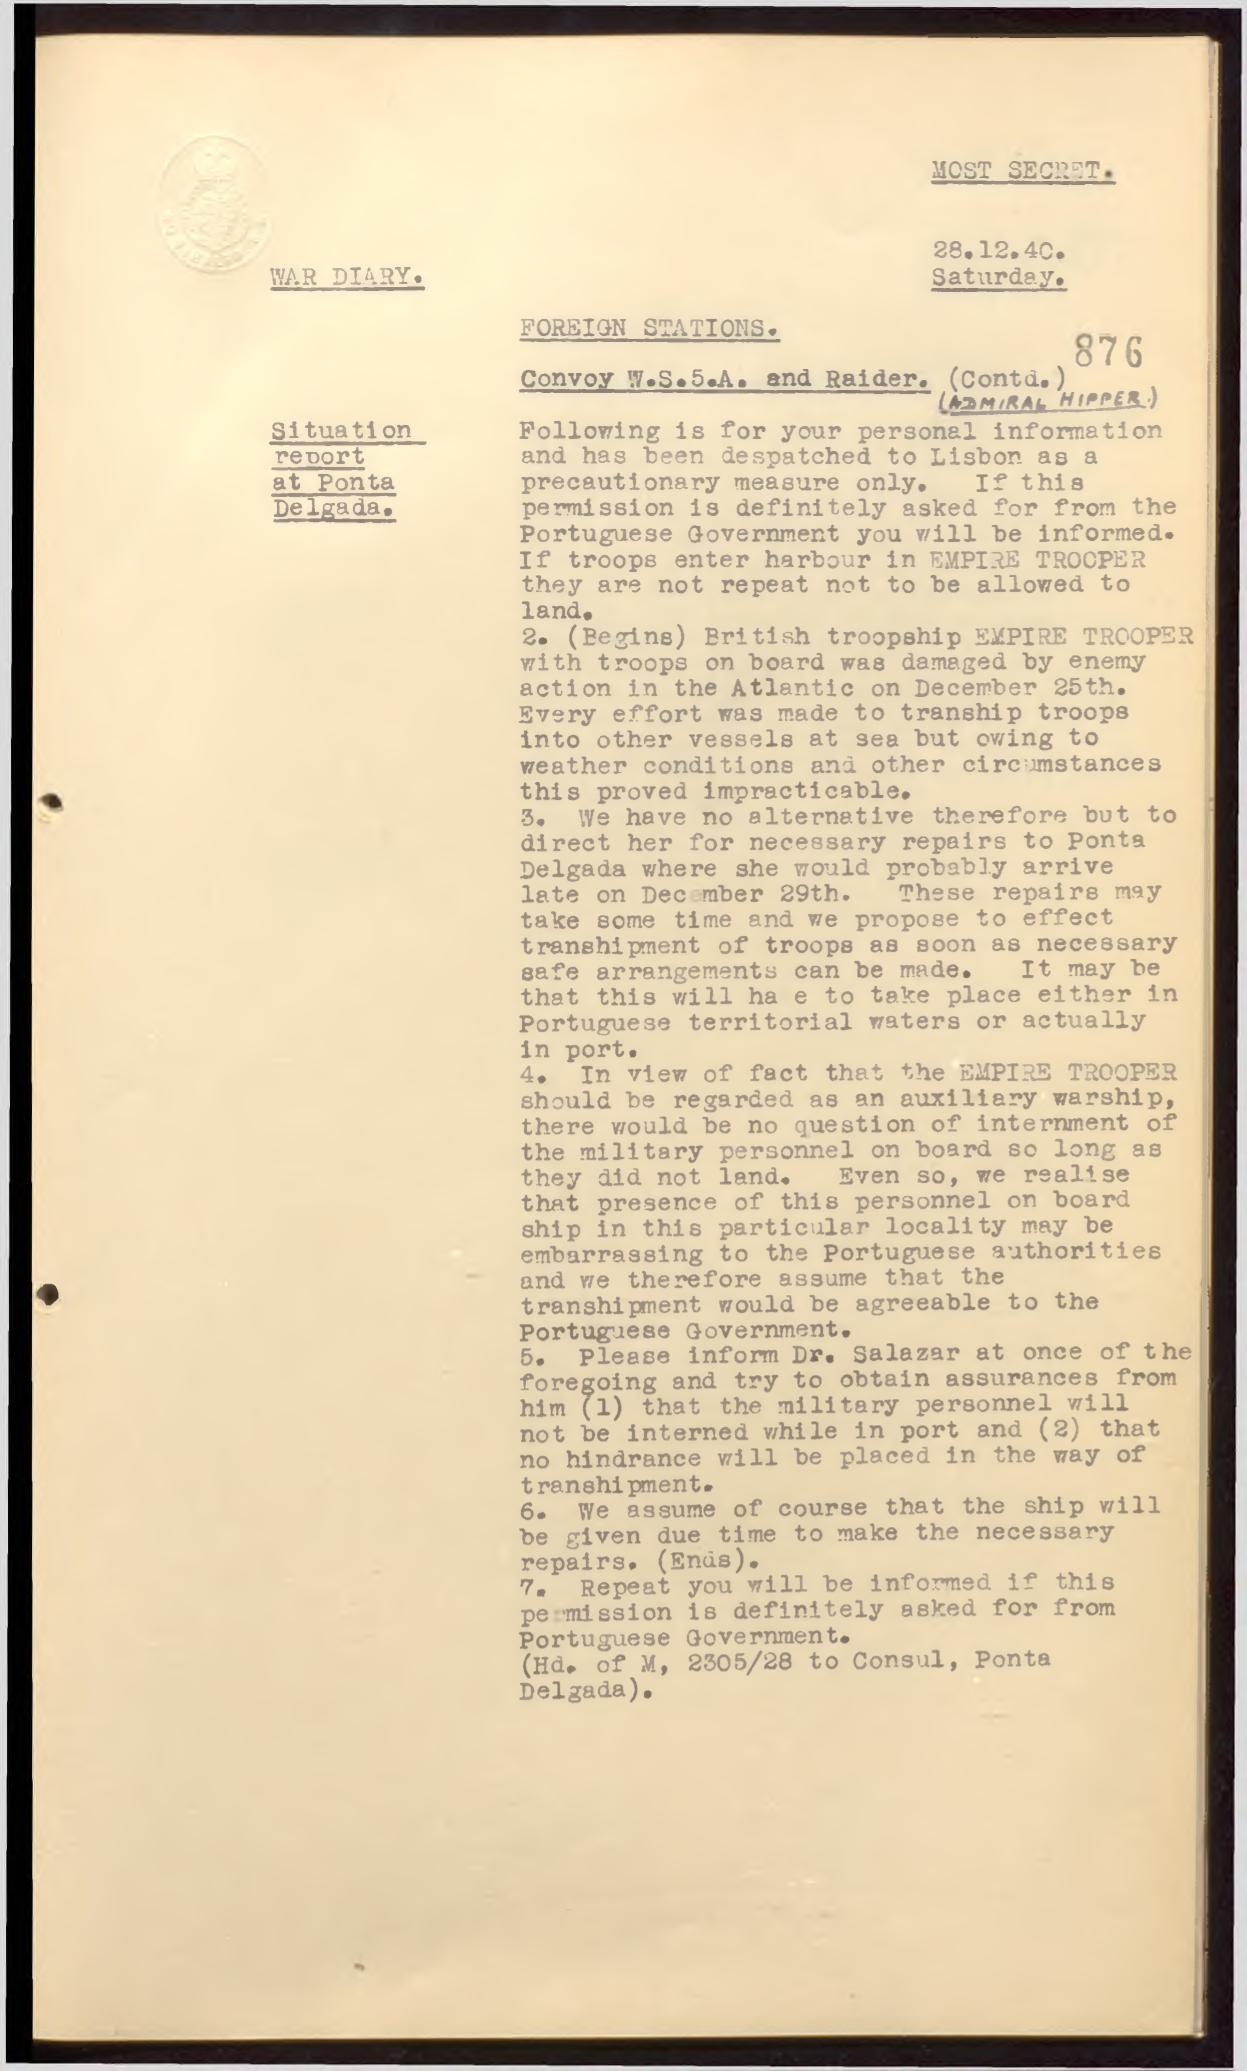 MOST SECRET.
28.12.40.
Saturday.
WAR DIARY.
FOREIGN STATIONS.
876
Convoy W.S.5.A. and Raider. (Contd.)
(ADMIRAL HIPPER.)
Situation
report
at Ponta
Delgada.
Following is for your personal information
and has been despatched to Lisbon as a
precautionary measure only. If this
permission is definitely asked for from the
Portuguese Government you will be informed.
If troops enter harbour in EMPIRE TROOPER
they are not repeat not to be allowed to
land.
2. (Begins) British troopship EMPIRE TROOPER
with troops on board was damaged by enemy
action in the Atlantic on December 25th.
Every effort was made to tranship troops
into other vessels at sea but owing to
weather conditions and other circumstances
this proved impracticable.
3. We have no alternative therefore but to
direct her for necessary repairs to Ponta
Delgada where she would probably arrive
late on Dec mber 29th. These repairs may
take some time and we propose to effect
transhipment of troops as soon as necessary
safe arrangements can be made. It may be
that this will ha e to take place either in
Portuguese territorial waters or actually
in port.
4. In view of fact that the EMPIRE TROOPER
should be regarded as an auxiliary warship,
there would be no question of internment of
the military personnel on board so long as
they did not land. Even so, we realise
that presence of this personnel on board
ship in this particular locality may be
embarrassing to the Portuguese authorities
and we therefore assume that the
transhipment would be agreeable to the
Portuguese Government.
5. Please inform Dr. Salazar at once of the
foregoing and try to obtain assurances from
him (1) that the military personnel will
not be interned while in port and (2) that
no hindrance will be placed in the way of
transhipment.
6. We assume of course that the ship will
be given due time to make the necessary
repairs. (Ends).
7. Repeat you will be informed if this
permission is definitely asked for from
Portuguese Government.
(Hd. of M, 2305/28 to Consul, Ponta
Delgada).